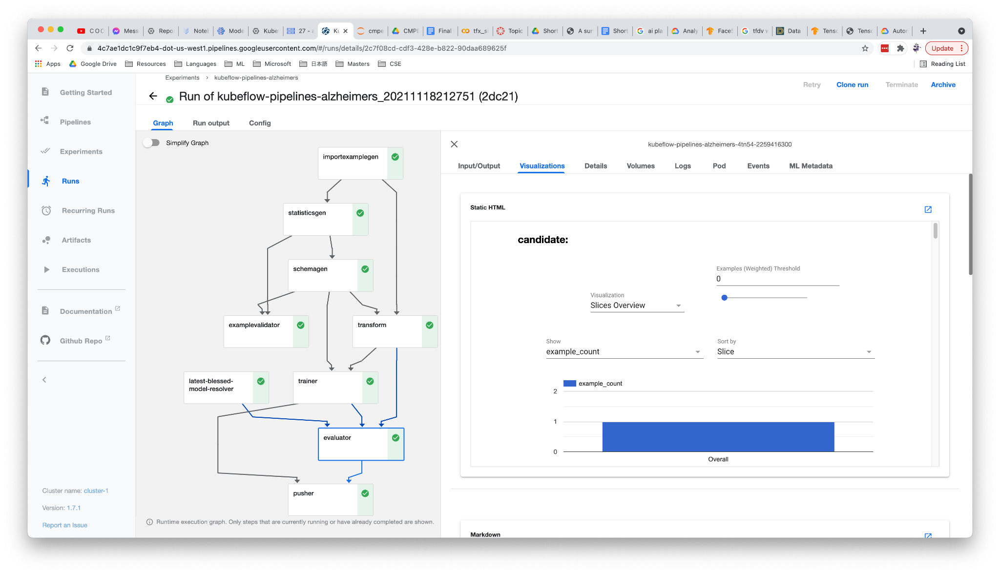 C O C
Mess
Repo
Noteb
Mode
Kube
27 - a
Ku
cmpe
CMPE
Final
tfx_si
Topic
Short
A sur
Short
ai pla
Analy
FaceS
tfdv w
Data
Tenso
Tenso
Auton
4c7ae1dc1c9f7eb4-dot-us-west1.pipelines.googleusercontent.com/#/runs/details/2c7f08cd-cdf3-428e-b822-90daa689625f
Update
Apps
Google Drive
Resources
Languages
ML
Microsoft
日本語
Masters
CSE
Reading List
Getting Started
Pipelines
Experiments
Runs
Recurring Runs
Artifacts
Executions
Documentation
Github Repo
Cluster name: cluster-1
Version: 1.7.1
Report an Issue
Experiments › kubeflow-pipelines-alzheimers
Run of kubeflow-pipelines-alzheimers_20211118212751 (2dc21)
Retry
Clone run
Terminate
Archive
Graph
Run output
Config
Simplify Graph
importexamplegen
statisticsgen
schemagen
examplevalidator
transform
latest-blessed-
model-resolver
trainer
evaluator
pusher
Runtime execution graph. Only steps that are currently running or have already completed are shown.
kubeflow-pipelines-alzheimers-4tn54-2259416300
Input/Output
Visualizations
Details
Volumes
Logs
Pod
Events
ML Metadata
Static HTML
candidate:
Examples (Weighted) Threshold
0
Visualization
Slices Overview
Show
example_count
Sort by
Slice
example_count
2
1
0
Overall
Markdown